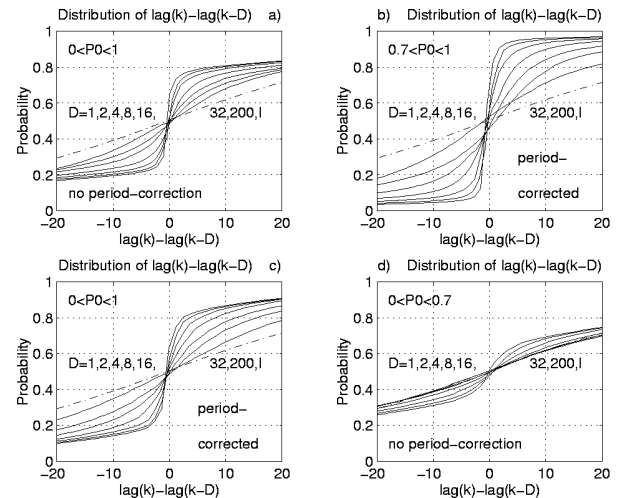 Distribution of lag(k)−lag(k−D) a)
0<P0<1
D=1,2,4,8,16, 32,200,I
no period−correction
Probability
1
0.8
0.6
0.4
0.2
0
−20 −10 0 10 20
lag(k)−lag(k−D)
b) Distribution of lag(k)−lag(k−D)
0.7<P0<1
D=1,2,4,8,16, 32,200,I
period−
corrected
Probability
1
0.8
0.6
0.4
0.2
0
−20 −10 0 10 20
lag(k)−lag(k−D)
Distribution of lag(k)−lag(k−D) c)
0<P0<1
D=1,2,4,8,16, 32,200,I
period−
corrected
Probability
1
0.8
0.6
0.4
0.2
0
−20 −10 0 10 20
lag(k)−lag(k−D)
d) Distribution of lag(k)−lag(k−D)
0<P0<0.7
D=1,2,4,8,16, 32,200,I
no period−correction
Probability
1
0.8
0.6
0.4
0.2
0
−20 −10 0 10 20
lag(k)−lag(k−D)